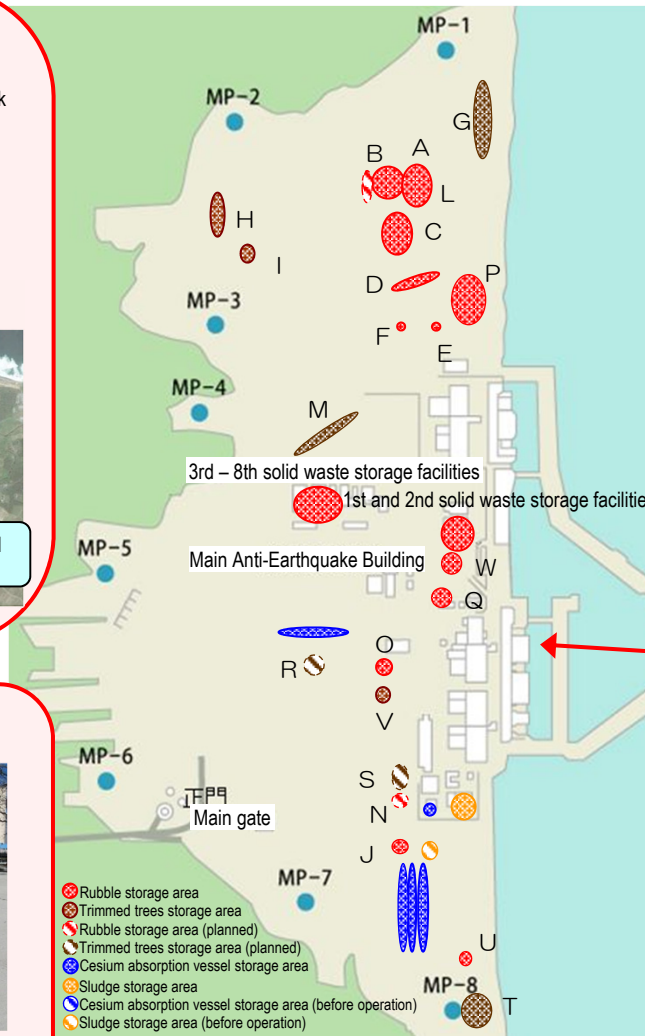 MP-1
k
MP-2
G
A
B
L
H
C
I
P
D
MP-3
F
E
MP-4
M
3rd – 8th solid waste storage facilities
1st and 2nd solid waste storage facilitie
MP-5
Main Anti-Earthquake Building
W
Q
O
R
V
MP-6
S
正門
Main gate
N
J
MP-7
Rubble storage area
Trimmed trees storage area
Rubble storage area (planned)
Trimmed trees storage area (planned)
Cesium absorption vessel storage area
Sludge storage area
Cesium absorption vessel storage area (before operation)
Sludge storage area (before operation)
U
MP-8
T